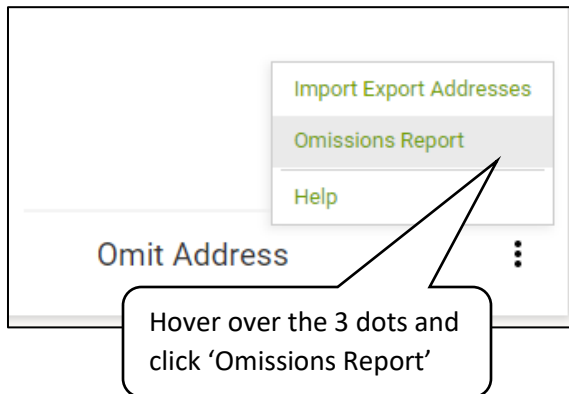 Import Export Addresses
Omissions Report
Help
Omit Address
Hover over the 3 dots and
click ‘Omissions Report’